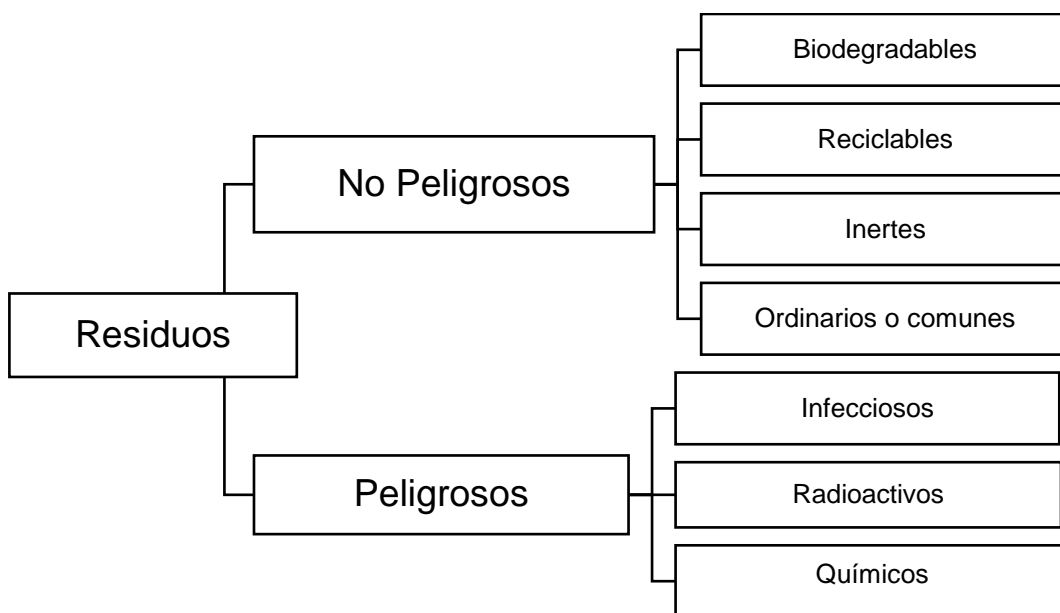 Residuos
No Peligrosos
Biodegradables
Reciclables
Inertes
Ordinarios o comunes
Peligrosos
Infecciosos
Radioactivos
Químicos